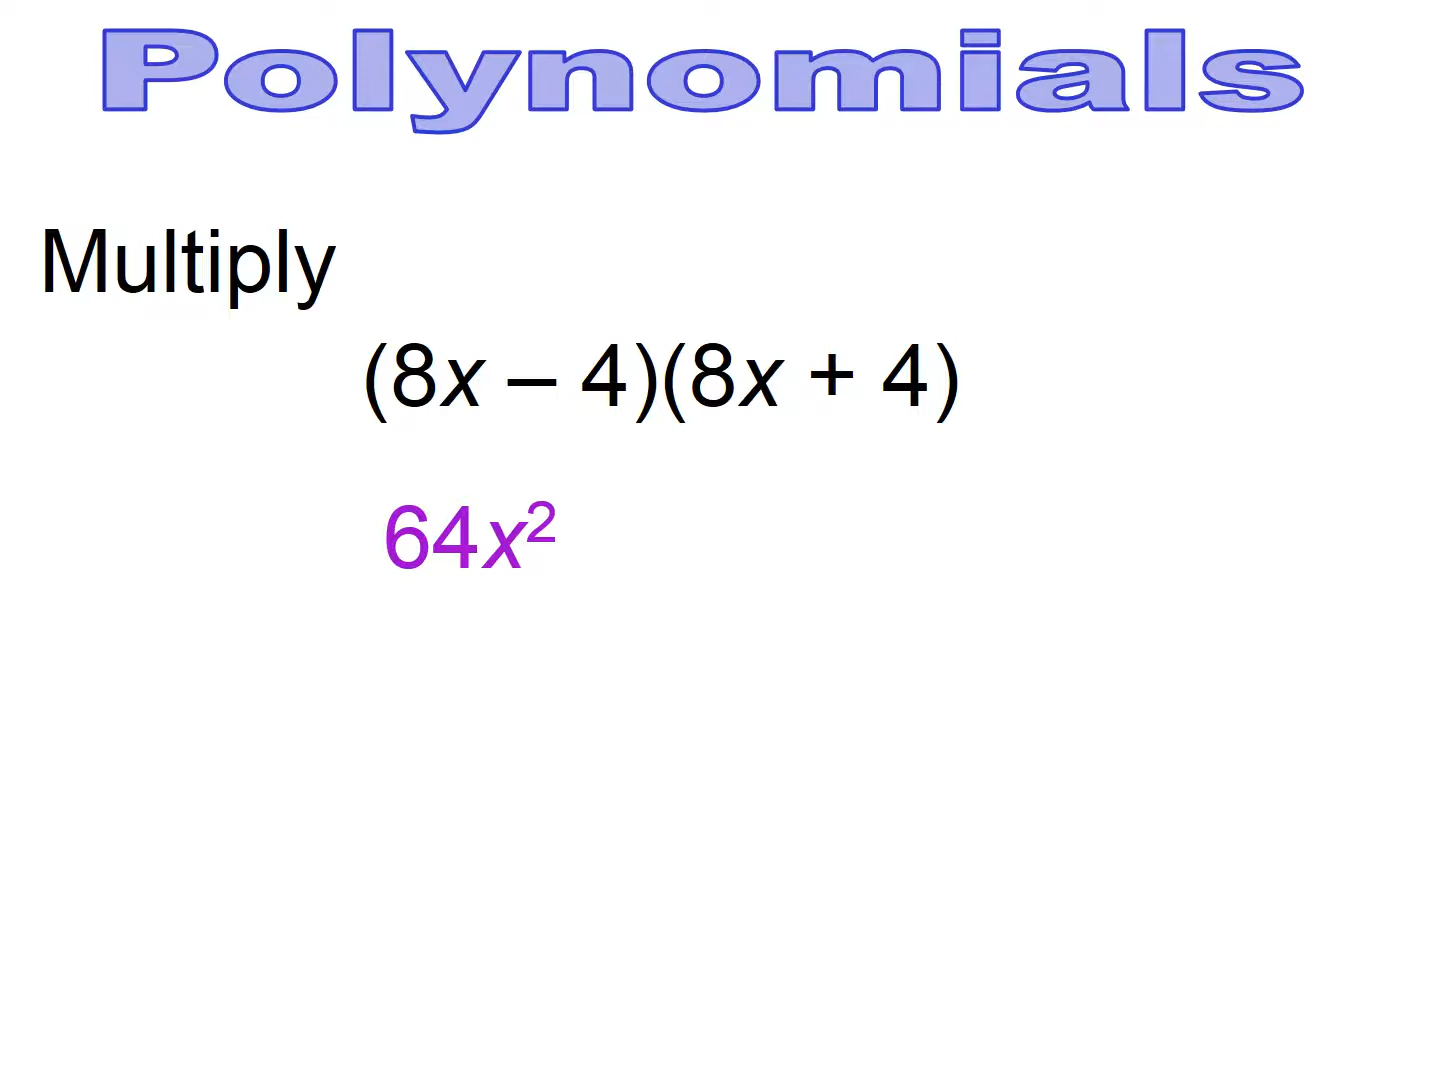 Polynomials
Multiply
(8x – 4)(8x + 4)
64x²